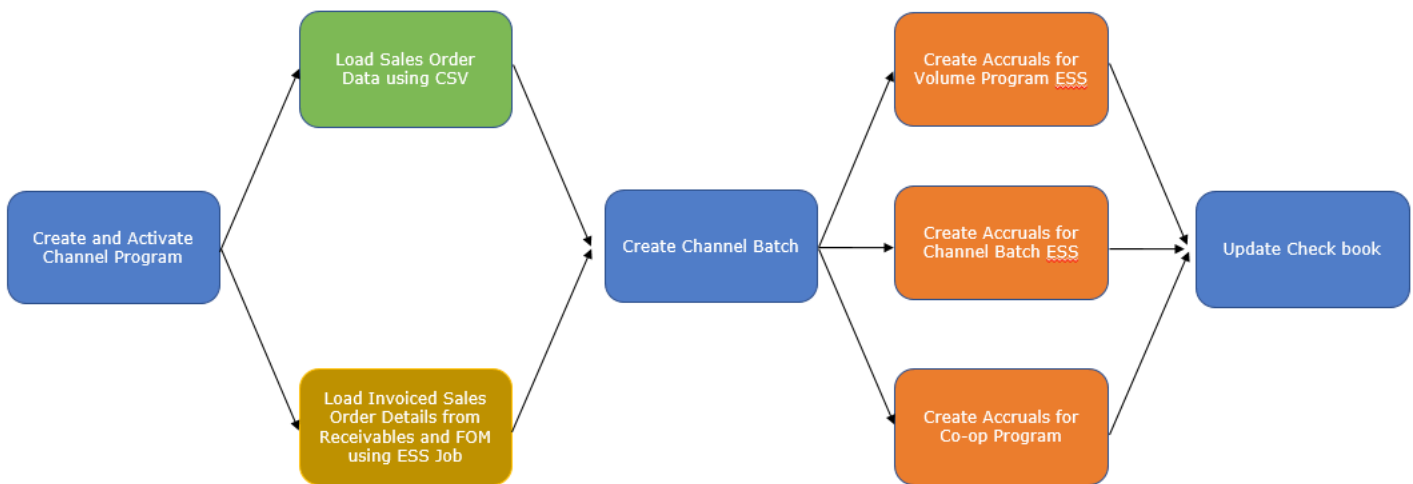 Create and Activate
Channel Program
Load Sales Order
Data using CSV
Load Invoiced Sales
Order Details from
Receivables and FOM
using ESS Job
Create Channel Batch
Create Accruals for
Volume Program ESS
Create Accruals for
Channel Batch ESS
Create Accruals for
Co-op Program
Update Check book